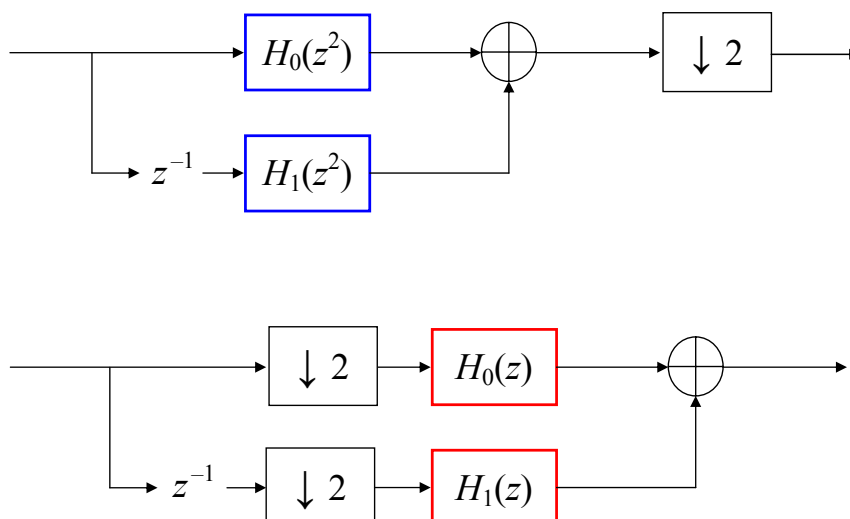 H₀(z²) ↓ 2
z⁻¹ H₁(z²)
↓ 2 H₀(z)
z⁻¹ ↓ 2 H₁(z)